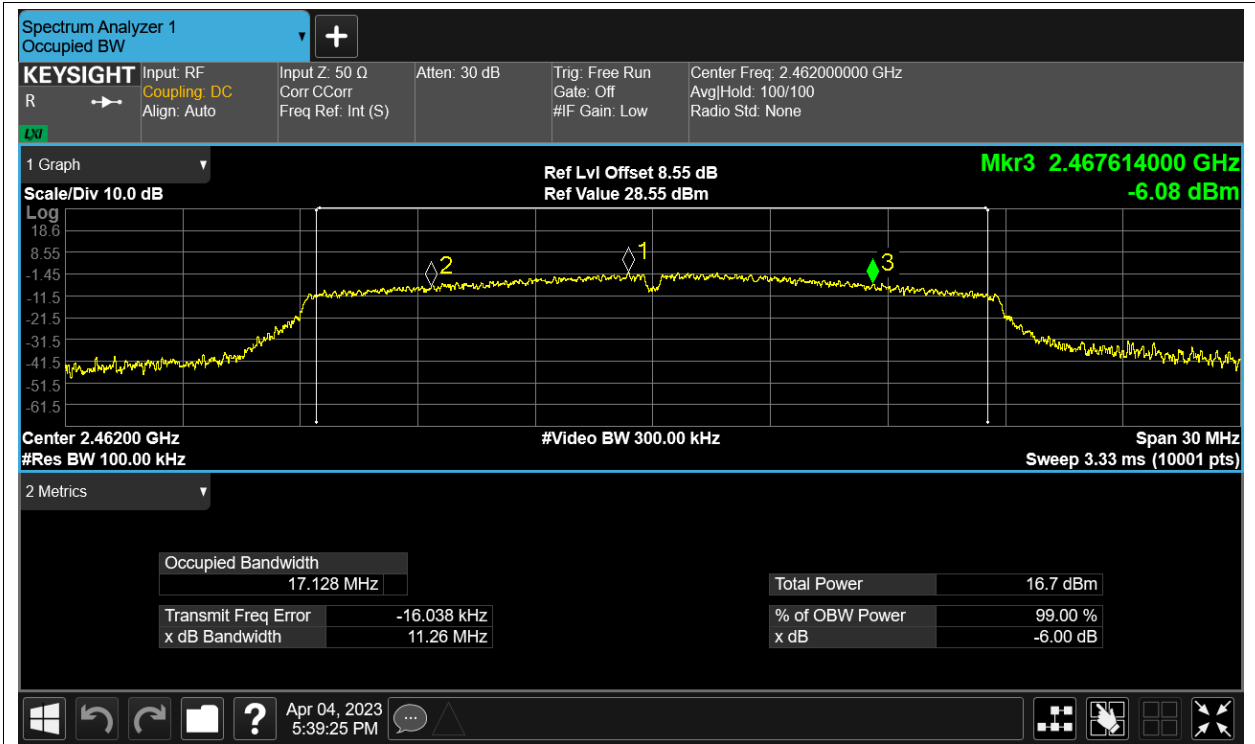 Spectrum Analyzer 1
Occupied BW
KEYSIGHT
R
LXI
Input: RF
Coupling: DC
Align: Auto
Input Z: 50 Ω
Corr CCorr
Freq Ref: Int (S)
Atten: 30 dB
Trig: Free Run
Gate: Off
#IF Gain: Low
Center Freq: 2.462000000 GHz
Avg|Hold: 100/100
Radio Std: None
1 Graph
Ref Lvl Offset 8.55 dB
Mkr3 2.467614000 GHz
Scale/Div 10.0 dB
Ref Value 28.55 dBm
-6.08 dBm
Log
18.6
8.55
-1.45
-11.5
-21.5
-31.5
-41.5
-51.5
-61.5
2
1
3
Center 2.46200 GHz
#Video BW 300.00 kHz
Span 30 MHz
#Res BW 100.00 kHz
Sweep 3.33 ms (10001 pts)
2 Metrics
Occupied Bandwidth
17.128 MHz
Transmit Freq Error -16.038 kHz
x dB Bandwidth 11.26 MHz
Total Power 16.7 dBm
% of OBW Power 99.00 %
x dB -6.00 dB
?
Apr 04, 2023
5:39:25 PM